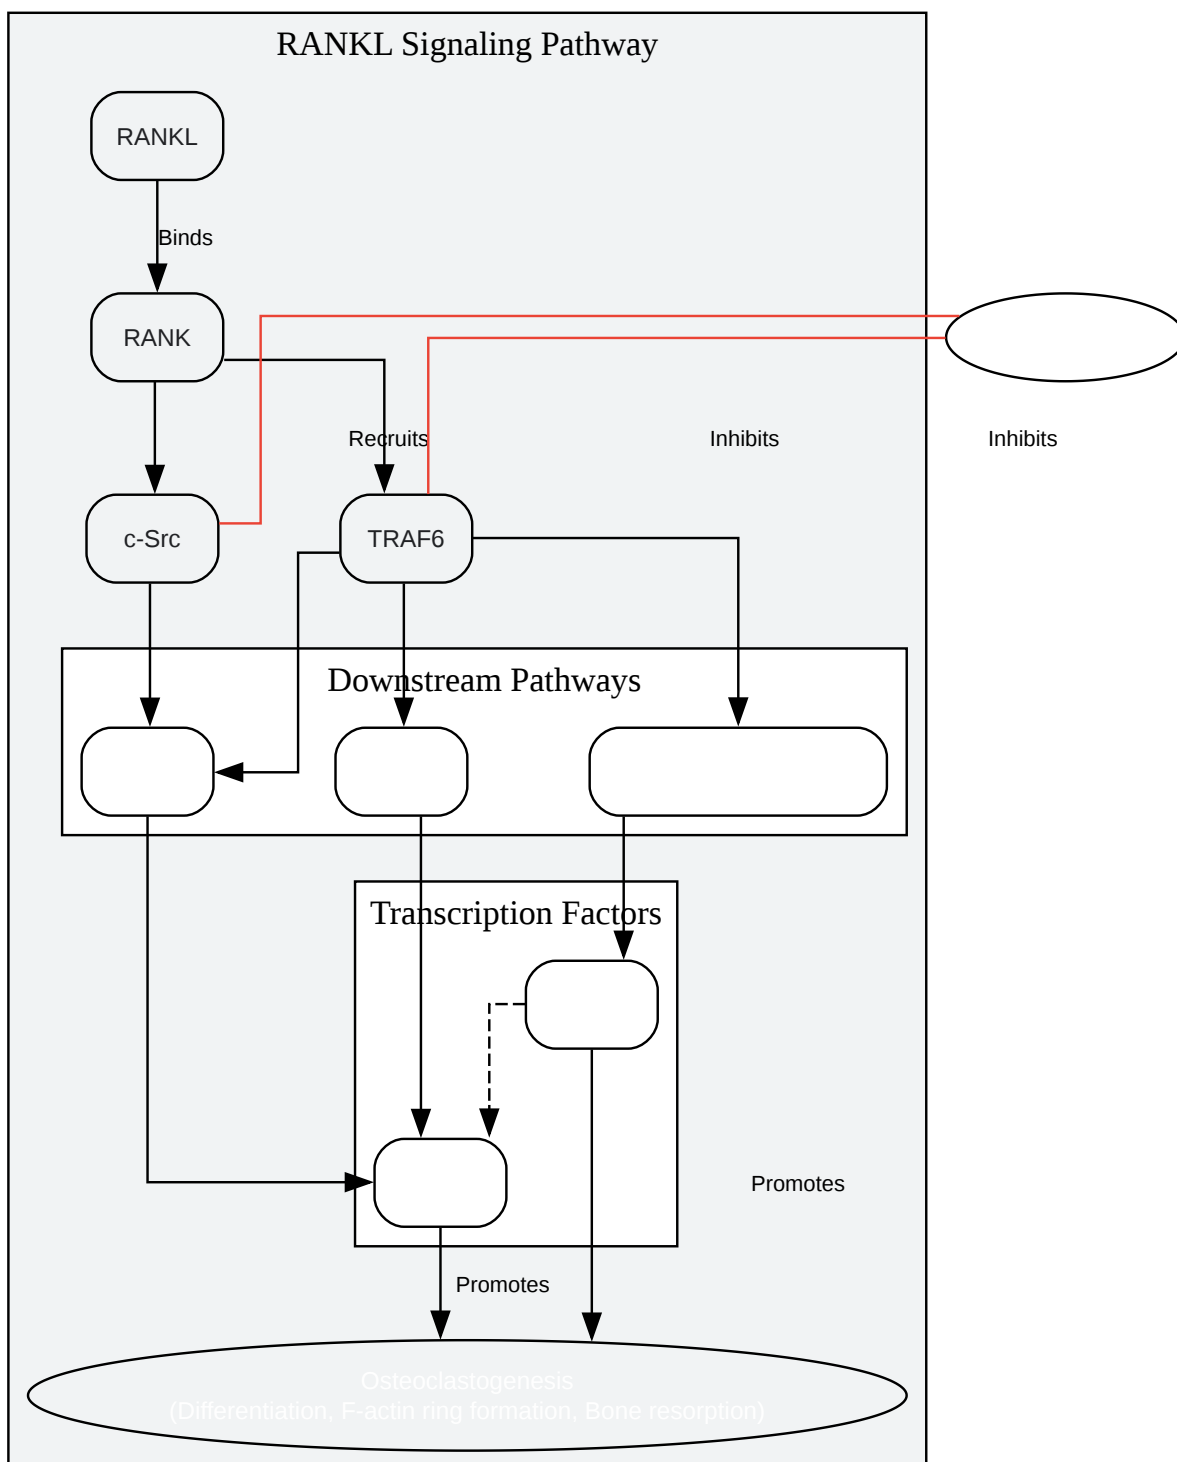 RANKL Signaling Pathway
RANKL
Binds
RANK
Recruits
Inhibits
Inhibits
c-Src
TRAF6
Downstream Pathways
Transcription Factors
Promotes
Promotes
Osteoclastogenesis
(Differentiation, F-actin ring formation, Bone resorption)